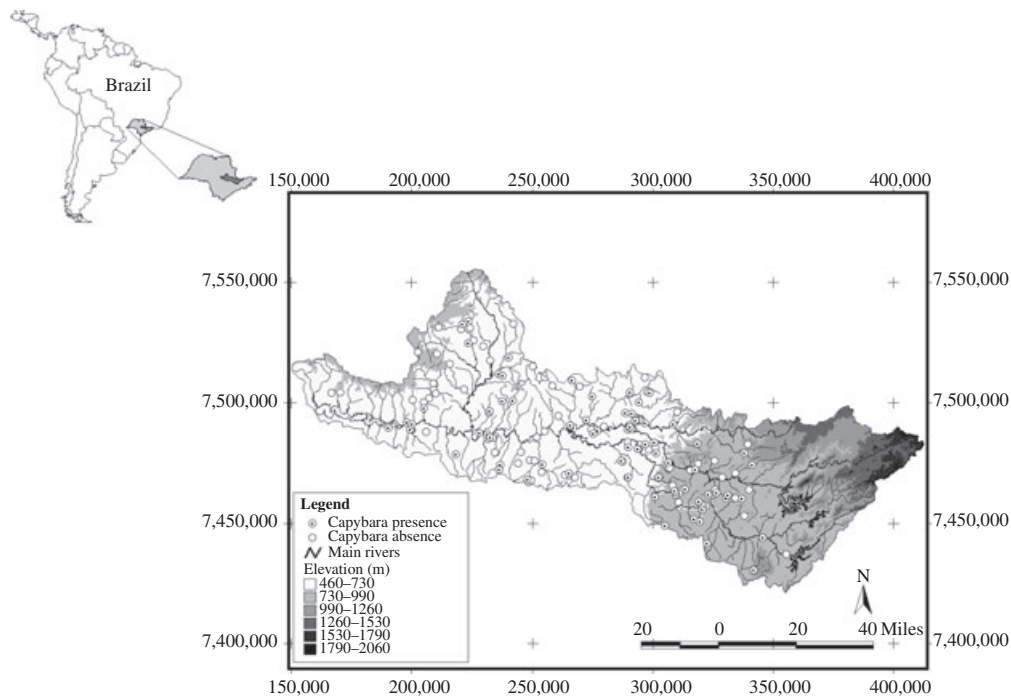 Brazil
150,000 200,000 250,000 300,000 350,000 400,000
7,550,000 7,550,000
7,500,000 7,500,000
7,450,000 7,450,000
7,400,000 7,400,000
Legend
Capybara presence
Capybara absence
Main rivers
Elevation (m)
460–730
730–990
990–1260
1260–1530
1530–1790
1790–2060
N
20 0 20 40 Miles
150,000 200,000 250,000 300,000 350,000 400,000